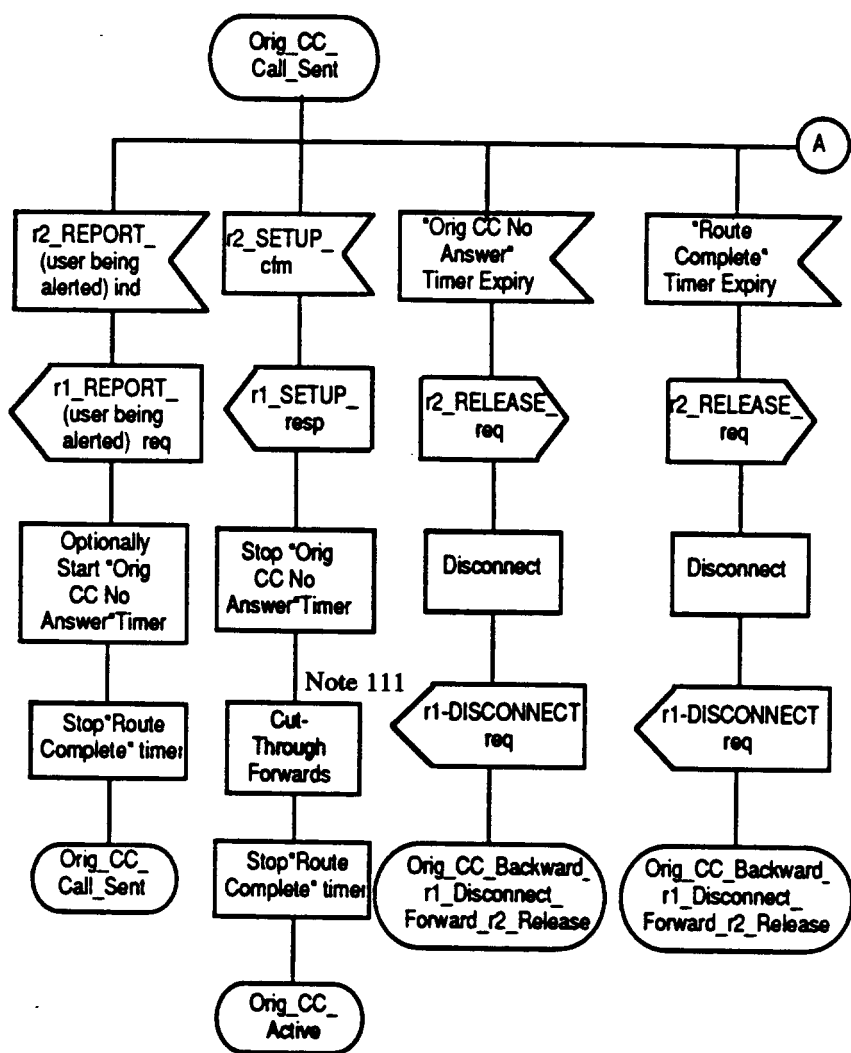 Orig_CC_
Call_Sent
A
r2_REPORT_
(user being
alerted) ind
r2_SETUP_
cfm
"Orig CC No
Answer"
Timer Expiry
"Route
Complete"
Timer Expiry
r1_REPORT_
(user being
alerted) req
r1_SETUP_
resp
r2_RELEASE_
req
r2_RELEASE_
req
Optionally
Start "Orig
CC No
Answer"Timer
Stop "Orig
CC No
Answer"Timer
Disconnect
Disconnect
Note 111
Stop"Route
Complete" timer
Cut-
Through
Forwards
r1-DISCONNECT
req
r1-DISCONNECT
req
Orig_CC_
Call_Sent
Stop"Route
Complete" timer
Orig_CC_Backward_
r1_Disconnect_
Forward_r2_Release
Orig_CC_Backward_
r1_Disconnect_
Forward_r2_Release
Orig_CC_
Active